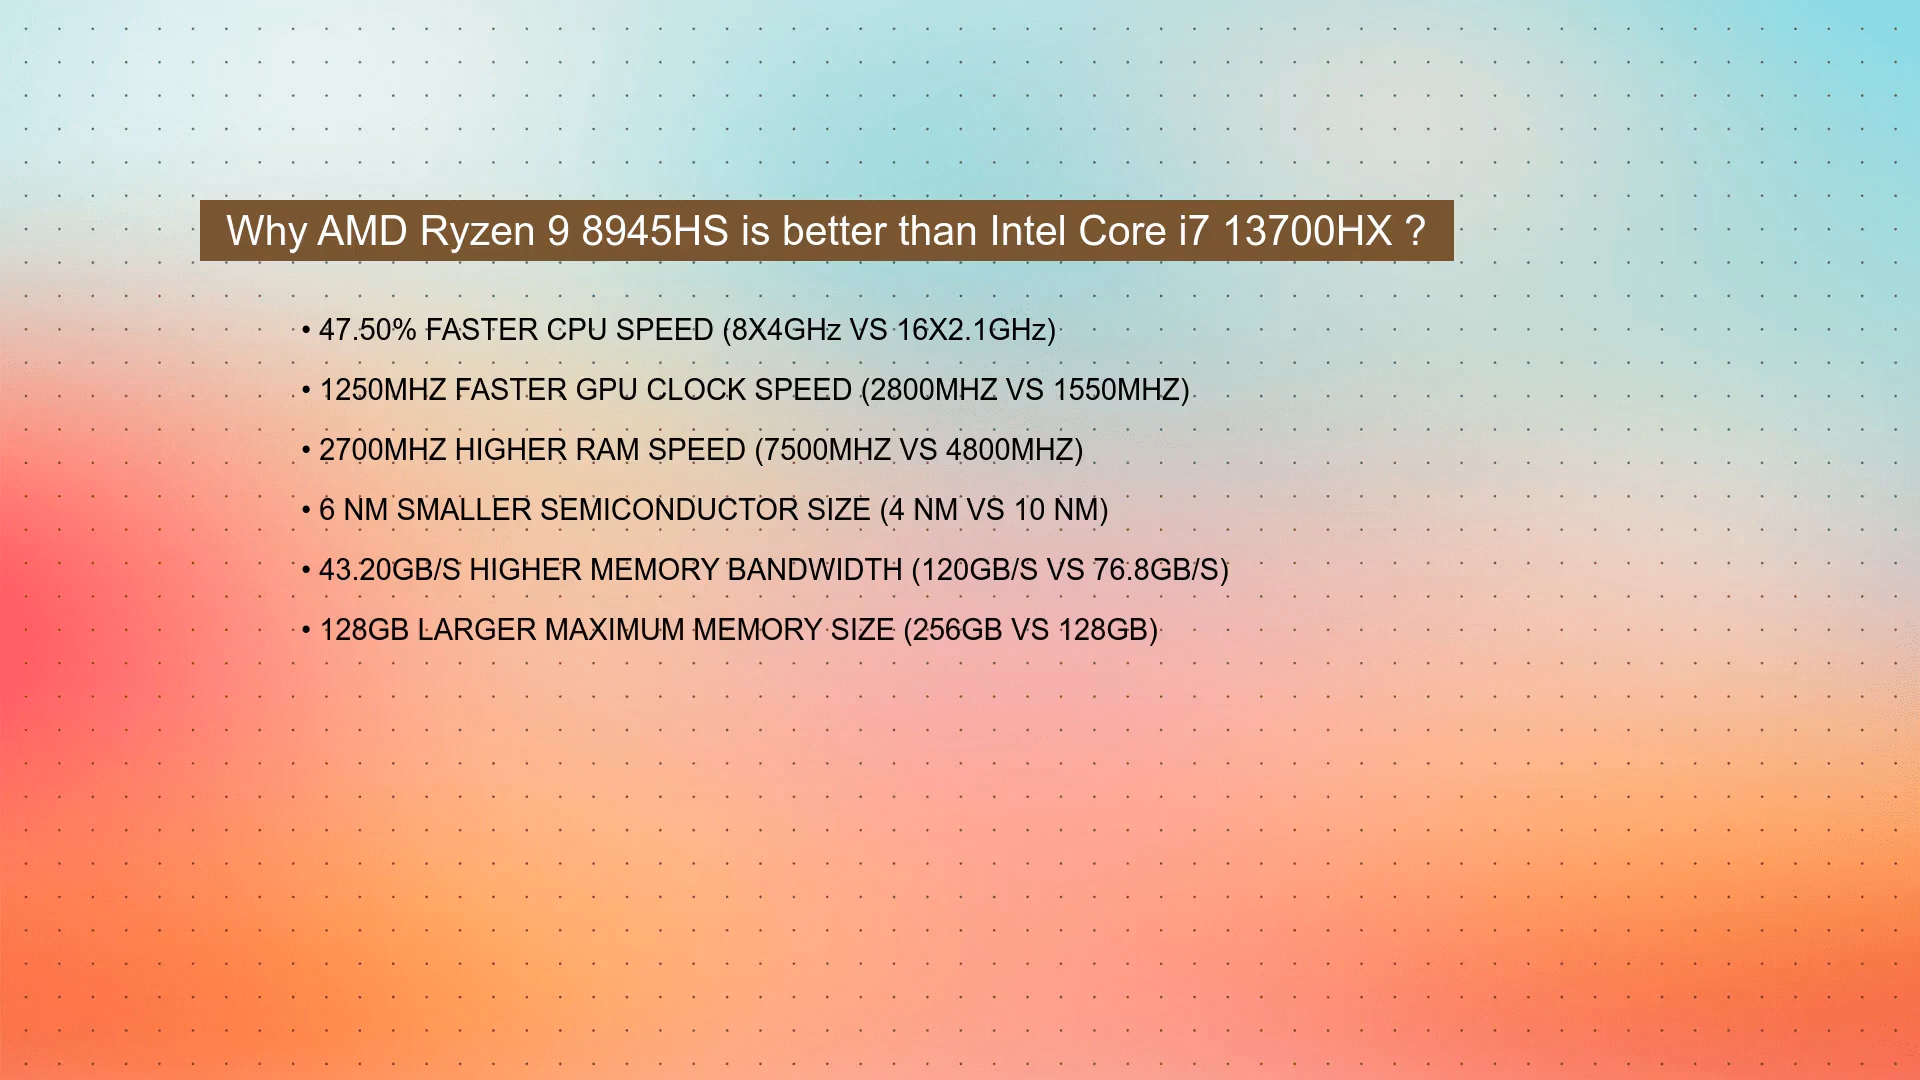 Why AMD Ryzen 9 8945HS is better than Intel Core i7 13700HX ?
• 47.50% FASTER CPU SPEED (8X4GHz VS 16X2.1GHz)
• 1250MHZ FASTER GPU CLOCK SPEED (2800MHZ VS 1550MHZ)
• 2700MHZ HIGHER RAM SPEED (7500MHZ VS 4800MHZ)
• 6 NM SMALLER SEMICONDUCTOR SIZE (4 NM VS 10 NM)
• 43.20GB/S HIGHER MEMORY BANDWIDTH (120GB/S VS 76.8GB/S)
• 128GB LARGER MAXIMUM MEMORY SIZE (256GB VS 128GB)